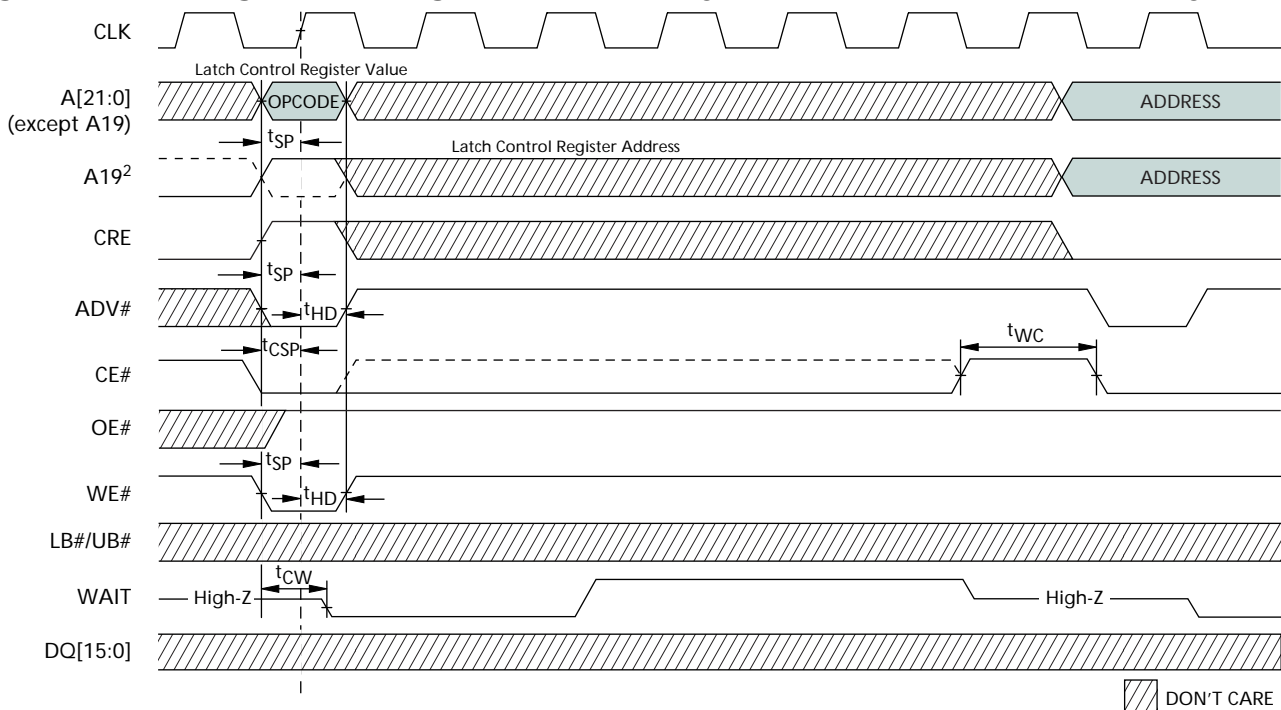 CLK
Latch Control Register Value
A[21:0]
(except A19)
OPCODE
ADDRESS
tSP
Latch Control Register Address
A19²
ADDRESS
CRE
tSP
ADV#
tHD
tCSP
tWC
CE#
OE#
tSP
WE#
tHD
LB#/UB#
tCW
WAIT
High-Z
High-Z
DQ[15:0]
DON'T CARE